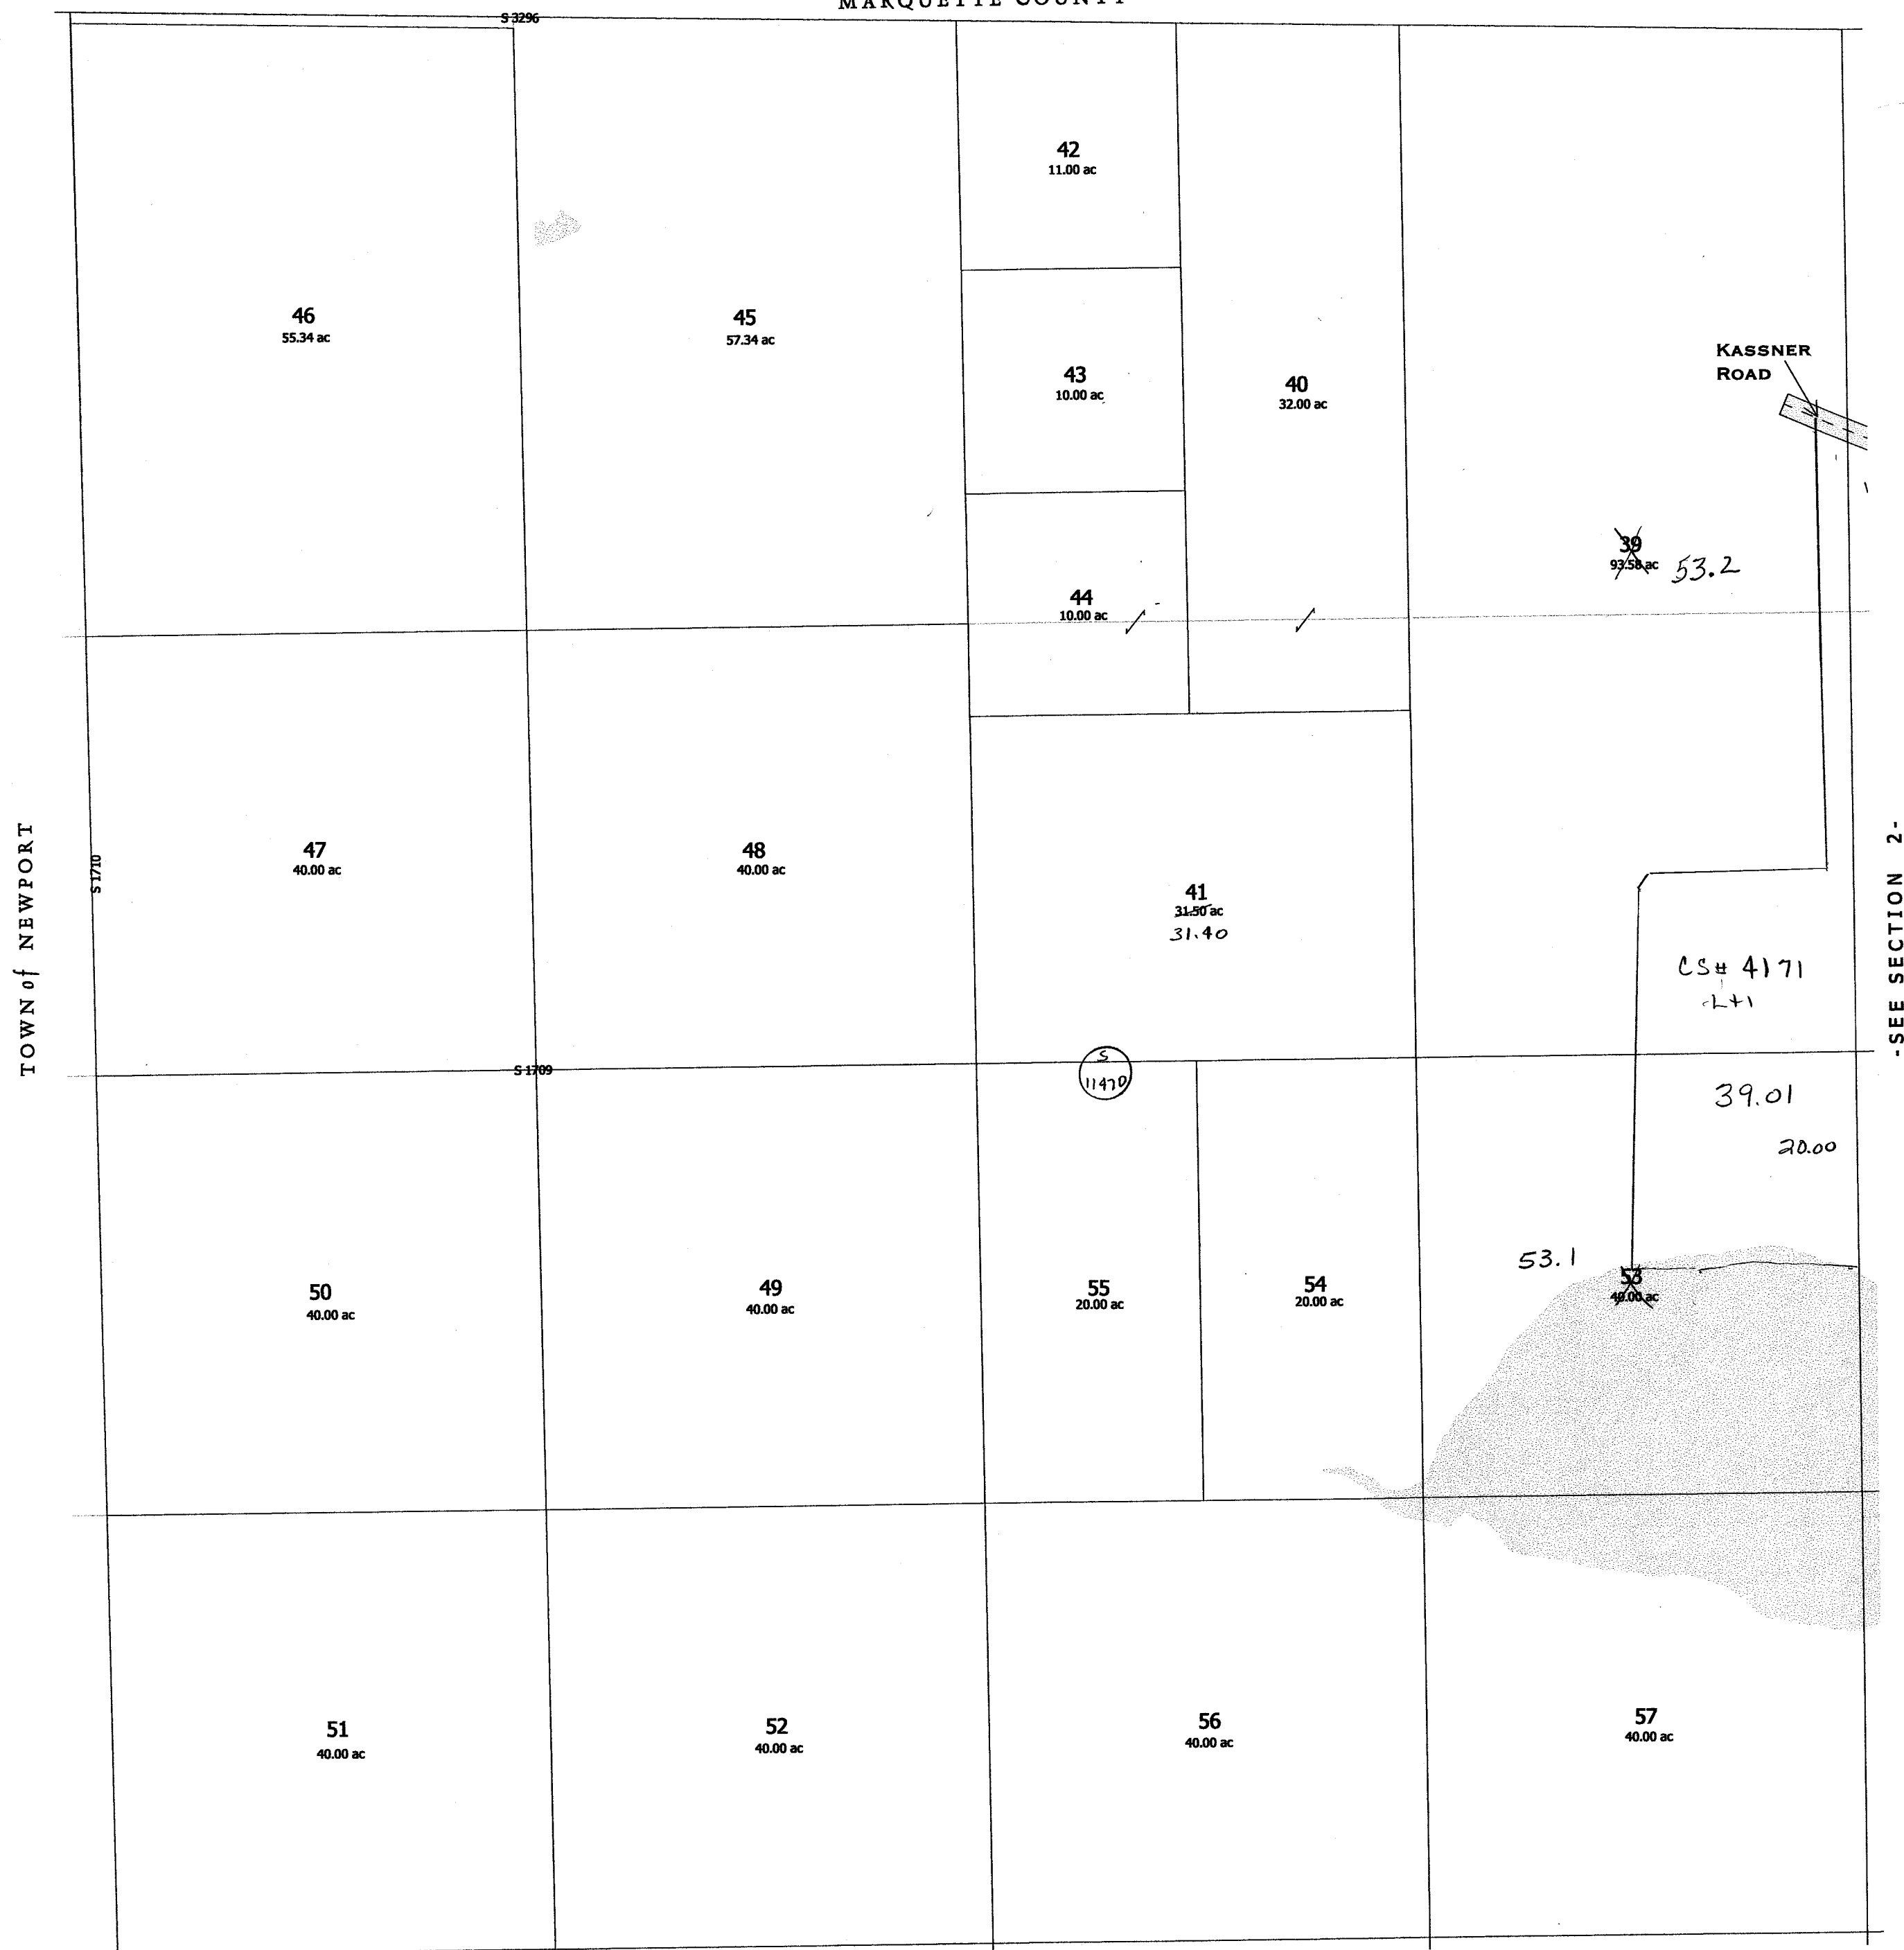 MARQUETTE COUNTY
S 3296
42
11.00 ac
46
55.34 ac
45
57.34 ac
43
10.00 ac
40
32.00 ac
KASSNER
ROAD
39
93.58 ac
53.2
44
10.00 ac
TOWN of NEWPORT
S 1710
47
40.00 ac
48
40.00 ac
41
31.50 ac
31.40
CS# 4171
Lt1
-SEE SECTION 2-
S 1709
S
11470
39.01
20.00
53.1
53
40.00 ac
50
40.00 ac
49
40.00 ac
55
20.00 ac
54
20.00 ac
51
40.00 ac
52
40.00 ac
56
40.00 ac
57
40.00 ac